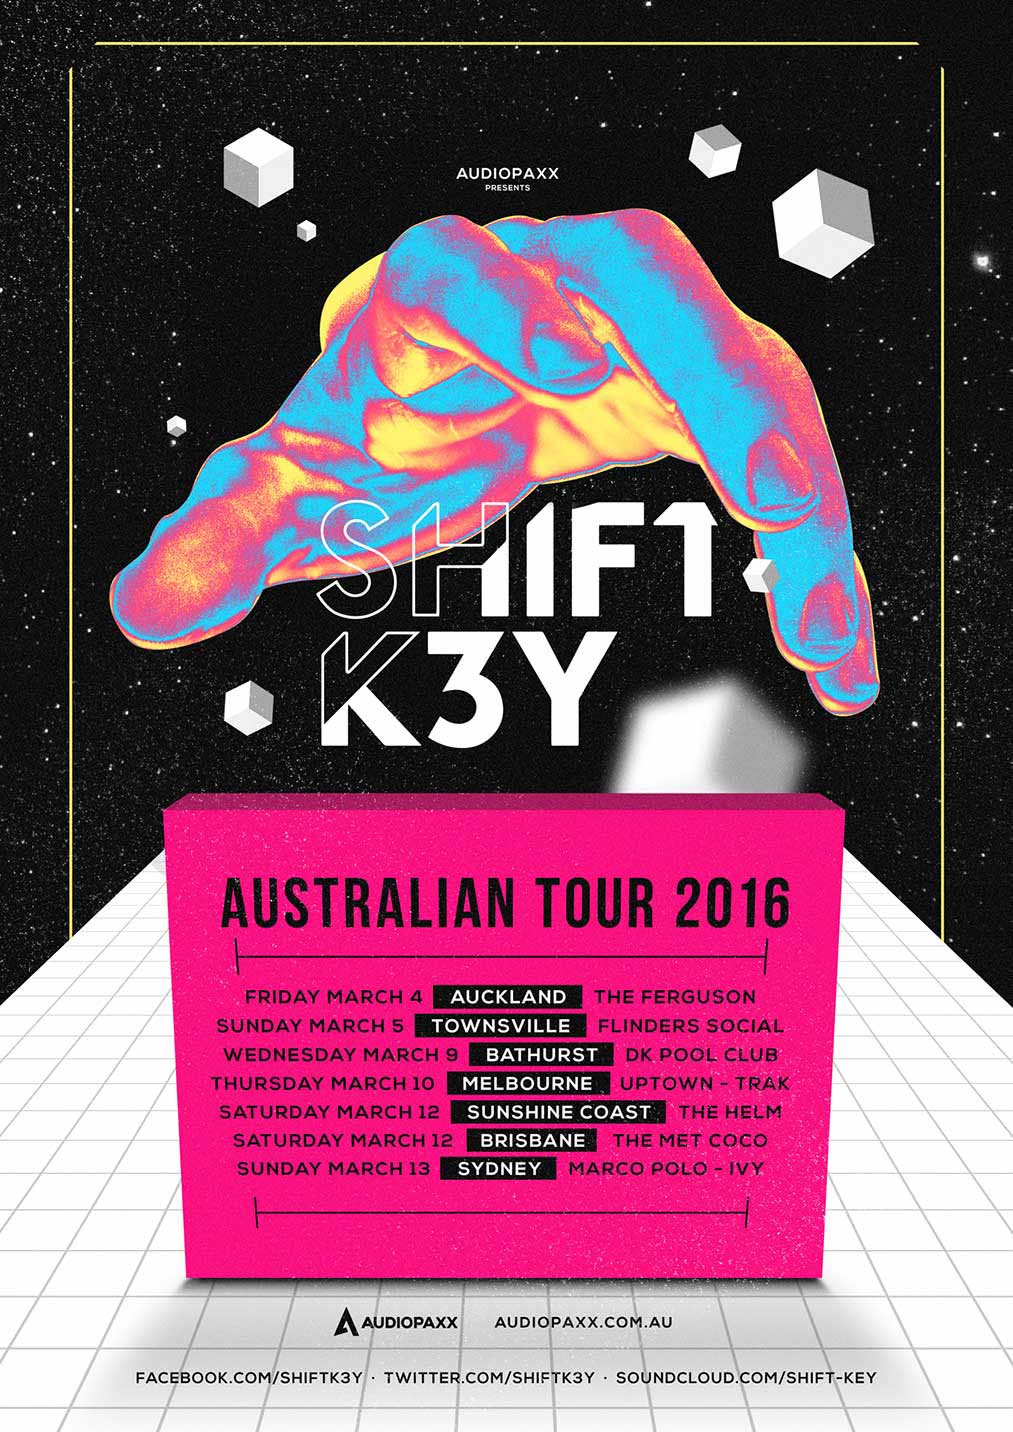 AUDIOPAXX
PRESENTS
SHIFT
K3Y
AUSTRALIAN TOUR 2016
FRIDAY MARCH 4 AUCKLAND THE FERGUSON
SUNDAY MARCH 5 TOWNSVILLE FLINDERS SOCIAL
WEDNESDAY MARCH 9 BATHURST DK POOL CLUB
THURSDAY MARCH 10 MELBOURNE UPTOWN - TRAK
SATURDAY MARCH 12 SUNSHINE COAST THE HELM
SATURDAY MARCH 12 BRISBANE THE MET COCO
SUNDAY MARCH 13 SYDNEY MARCO POLO - IVY
AUDIOPAXX AUDIOPAXX.COM.AU
FACEBOOK.COM/SHIFTK3Y · TWITTER.COM/SHIFTK3Y · SOUNDCLOUD.COM/SHIFT-KEY